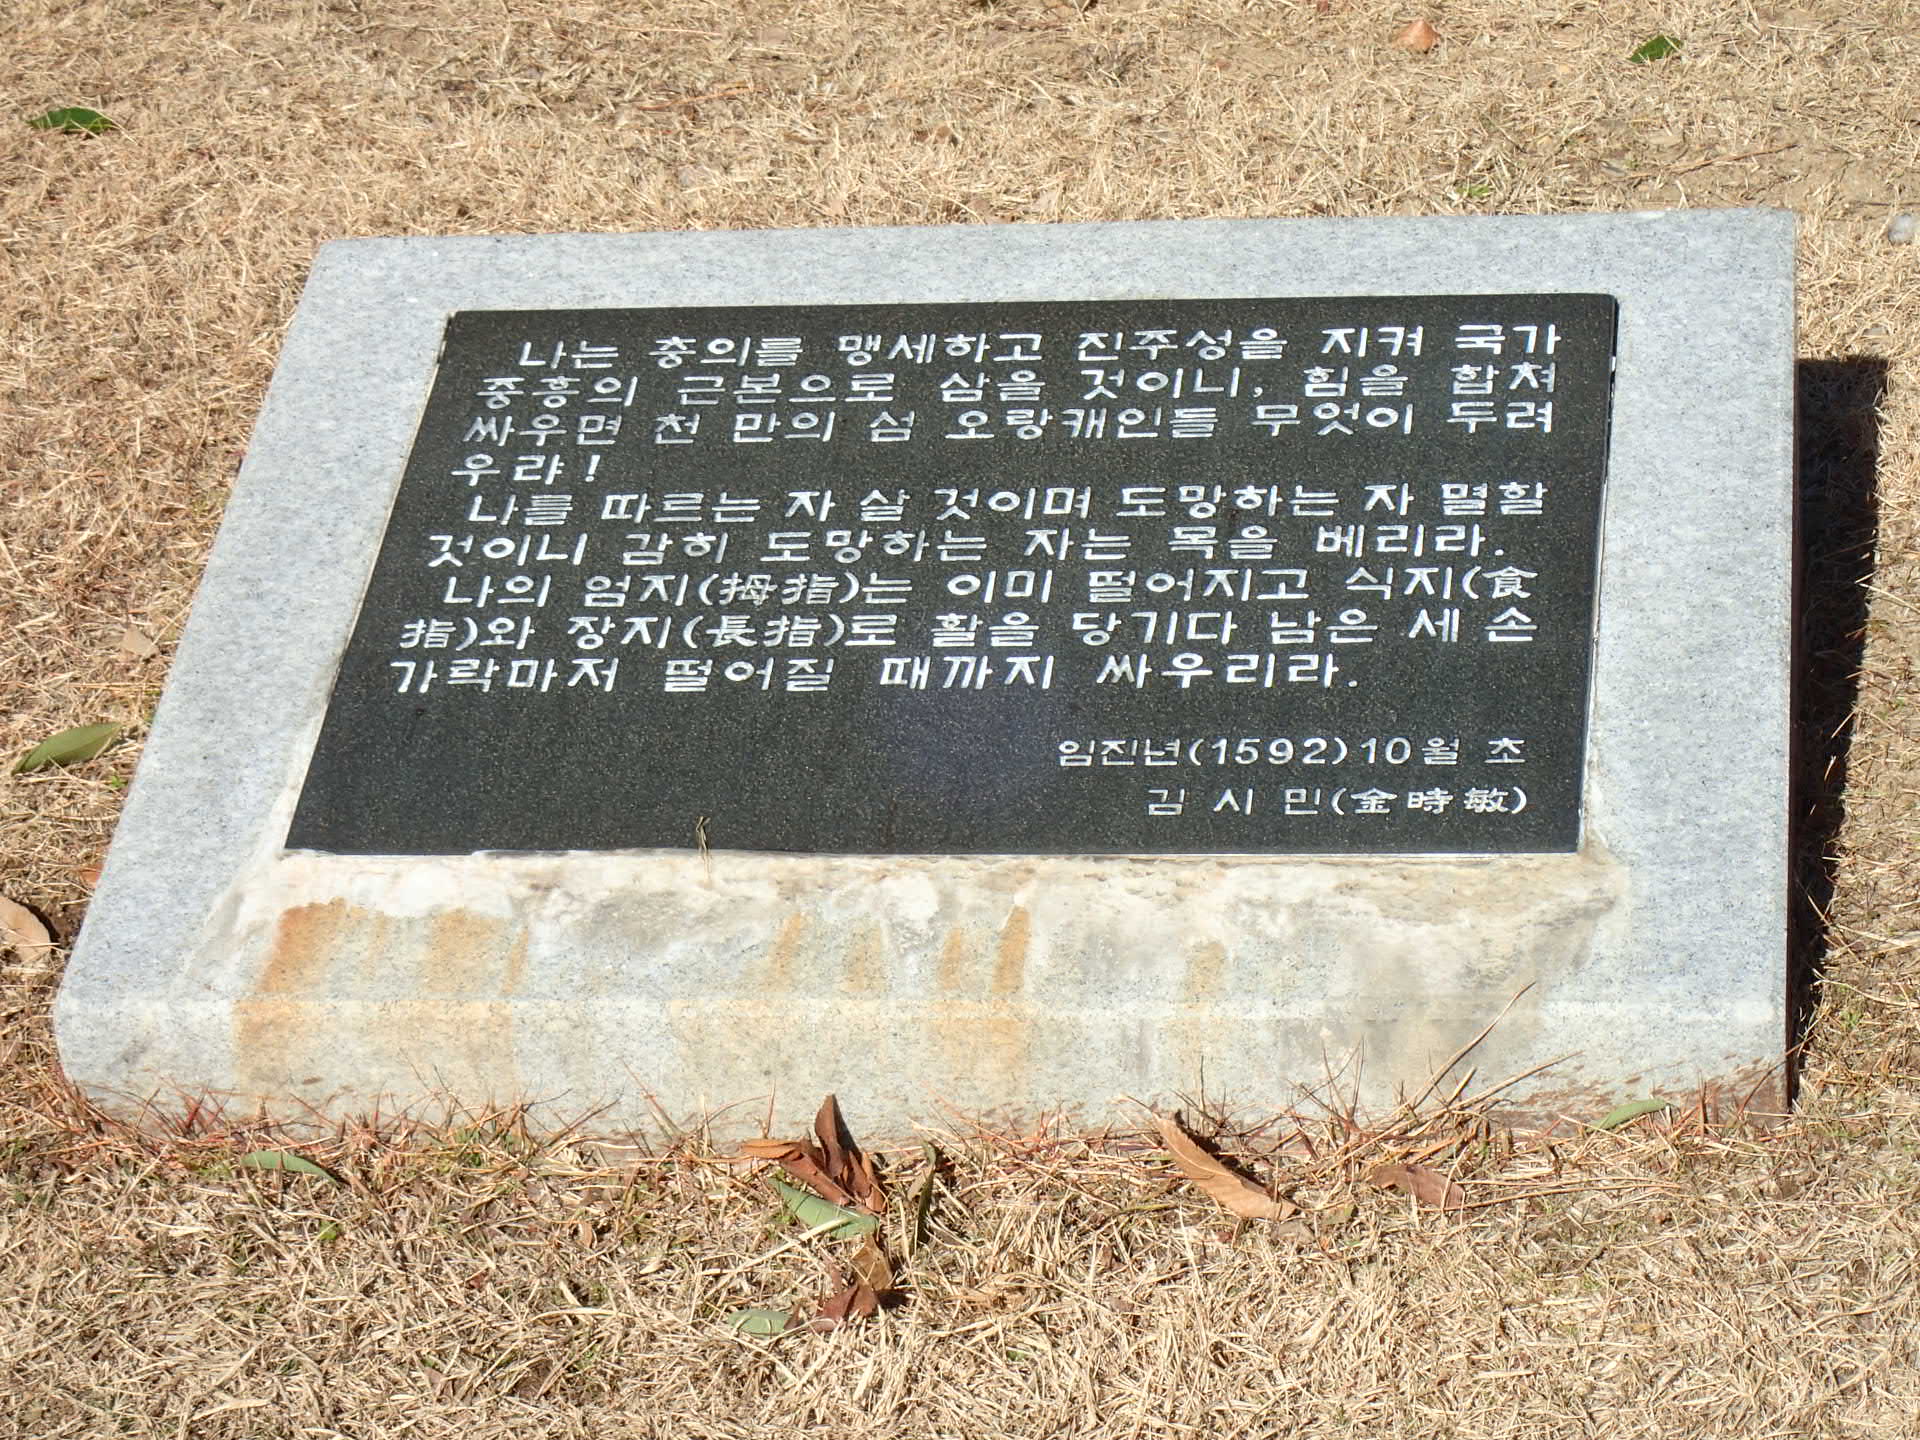 나는 충의를 맹세하고 진주성을 지켜 국가
중흥의 근본으로 삼을 것이니, 힘을 합쳐
싸우면 천 만의 섬 오랑캐인들 무엇이 두려
우랴!
나를 따르는 자 살 것이며 도망하는 자 멸할
것이니 감히 도망하는 자는 목을 베리라.
나의 엄지(拇指)는 이미 떨어지고 식지(食
指)와 장지(長指)로 활을 당기다 남은 세 손
가락마저 떨어질 때까지 싸우리라.
임진년(1592)10월 초
김 시 민(金時敏)